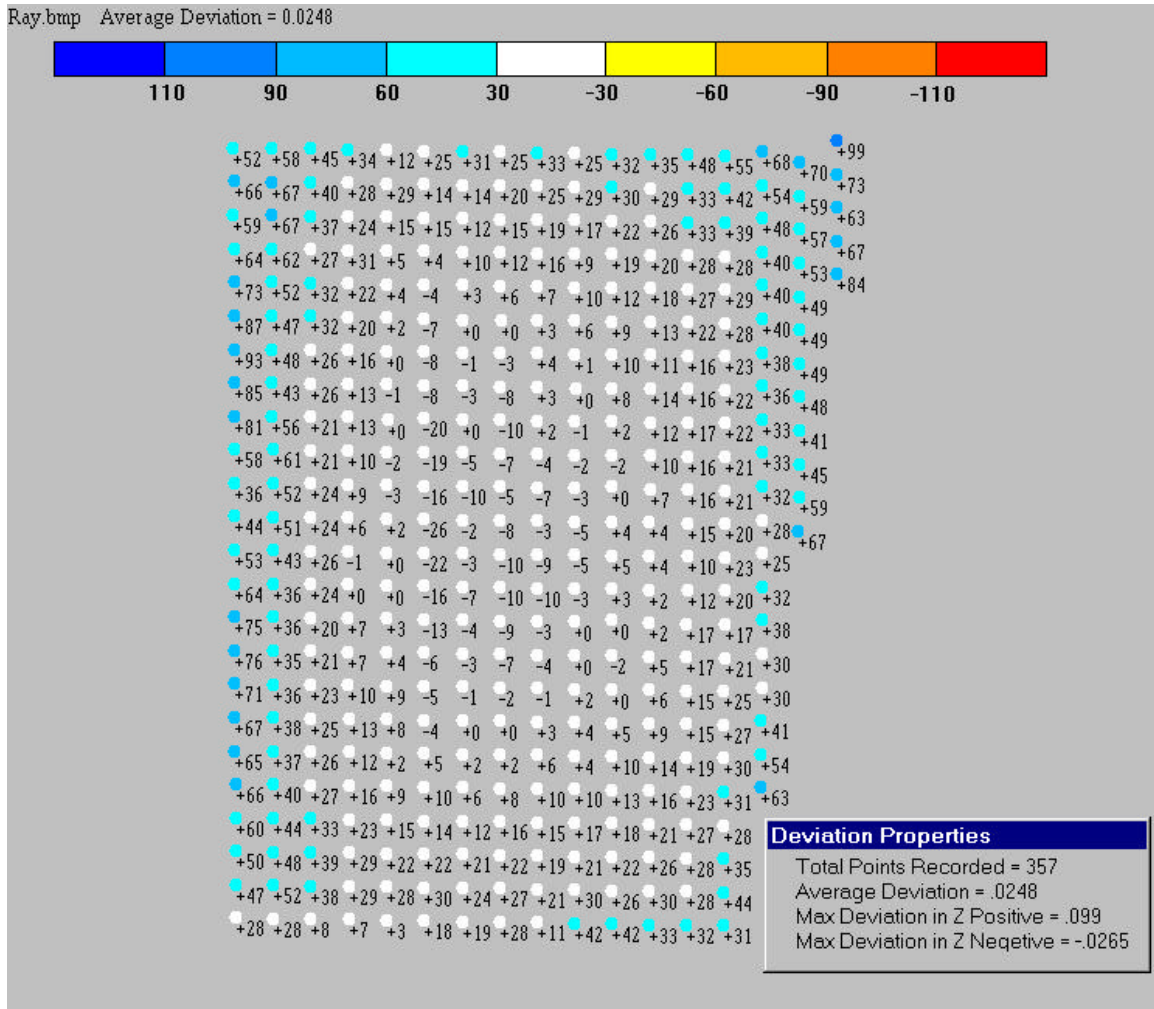 Ray.bmp Average Deviation = 0.0248
110 90 60 30 -30 -60 -90 -110
+52 +58 +45 +34 +12 +25 +31 +25 +33 +25 +32 +35 +48 +55 +68 +70 +99
+66 +67 +40 +28 +29 +14 +14 +20 +25 +29 +30 +29 +33 +42 +54 +59 +73
+59 +67 +37 +24 +15 +15 +12 +15 +19 +17 +22 +26 +33 +39 +48 +57 +63
+64 +62 +27 +31 +5 +4 +10 +12 +16 +9 +19 +20 +28 +28 +40 +53 +67
+73 +52 +32 +22 +4 -4 +3 +6 +7 +10 +12 +18 +27 +29 +40 +49 +84
+87 +47 +32 +20 +2 -7 +0 +0 +3 +6 +9 +13 +22 +28 +40 +49
+93 +48 +26 +16 +0 -8 -1 -3 +4 +1 +10 +11 +16 +23 +38 +49
+85 +43 +26 +13 -1 -8 -3 -8 +3 +0 +8 +14 +16 +22 +36 +48
+81 +56 +21 +13 +0 -20 +0 -10 +2 -1 +2 +12 +17 +22 +33 +41
+58 +61 +21 +10 -2 -19 -5 -7 -4 -2 -2 +10 +16 +21 +33 +45
+36 +52 +24 +9 -3 -16 -10 -5 -7 -3 +0 +7 +16 +21 +32 +59
+44 +51 +24 +6 +2 -26 -2 -8 -3 -5 +4 +4 +15 +20 +28 +67
+53 +43 +26 -1 +0 -22 -3 -10 -9 -5 +5 +4 +10 +23 +25
+64 +36 +24 +0 +0 -16 -7 -10 -10 -3 +3 +2 +12 +20 +32
+75 +36 +20 +7 +3 -13 -4 -9 -3 +0 +0 +2 +17 +17 +38
+76 +35 +21 +7 +4 -6 -3 -7 -4 +0 -2 +5 +17 +21 +30
+71 +36 +23 +10 +9 -5 -1 -2 -1 +2 +0 +6 +15 +25 +30
+67 +38 +25 +13 +8 -4 +0 +0 +3 +4 +5 +9 +15 +27 +41
+65 +37 +26 +12 +2 +5 +2 +2 +6 +4 +10 +14 +19 +30 +54
+66 +40 +27 +16 +9 +10 +6 +8 +10 +10 +13 +16 +23 +31 +63
+60 +44 +33 +23 +15 +14 +12 +16 +15 +17 +18 +21 +27 +28
+50 +48 +39 +29 +22 +22 +21 +22 +19 +21 +22 +26 +28 +35
+47 +52 +38 +29 +28 +30 +24 +27 +21 +30 +26 +30 +28 +44
+28 +28 +8 +7 +3 +18 +19 +28 +11 +42 +42 +33 +32 +31
Deviation Properties
Total Points Recorded = 357
Average Deviation = .0248
Max Deviation in Z Positive = .099
Max Deviation in Z Neqetive = -.0265